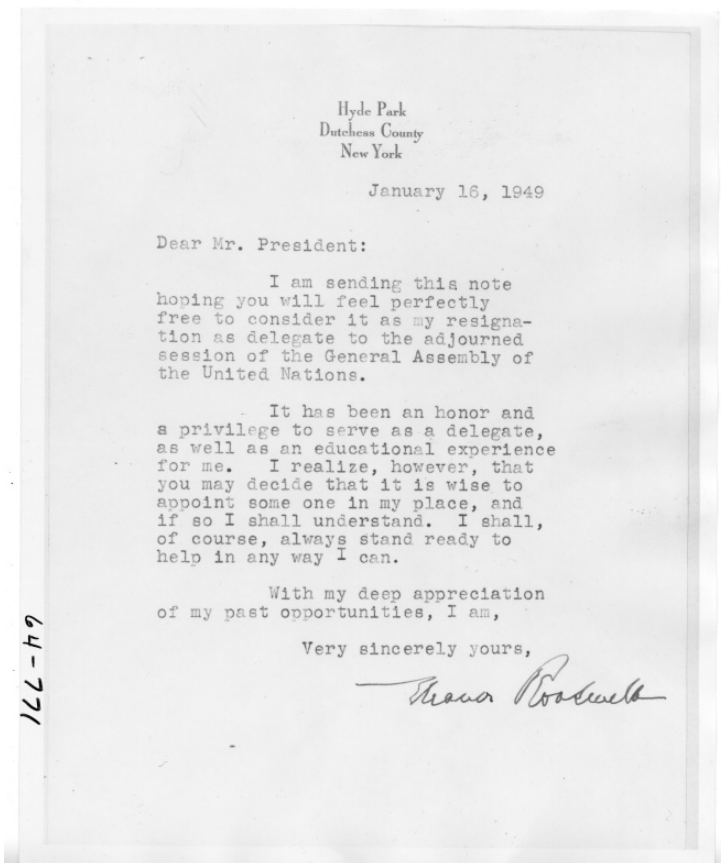 Hyde Park
Dutchess County
New York
January 16, 1949
Dear Mr. President:
I am sending this note
hoping you will feel perfectly
free to consider it as my resigna-
tion as delegate to the adjourned
session of the General Assembly of
the United Nations.
It has been an honor and
a privilege to serve as a delegate,
as well as an educational experience
for me. I realize, however, that
you may decide that it is wise to
appoint some one in my place, and
if so I shall understand. I shall,
of course, always stand ready to
help in any way I can.
With my deep appreciation
of my past opportunities, I am,
Very sincerely yours,
Eleanor Roosevelt
64-771